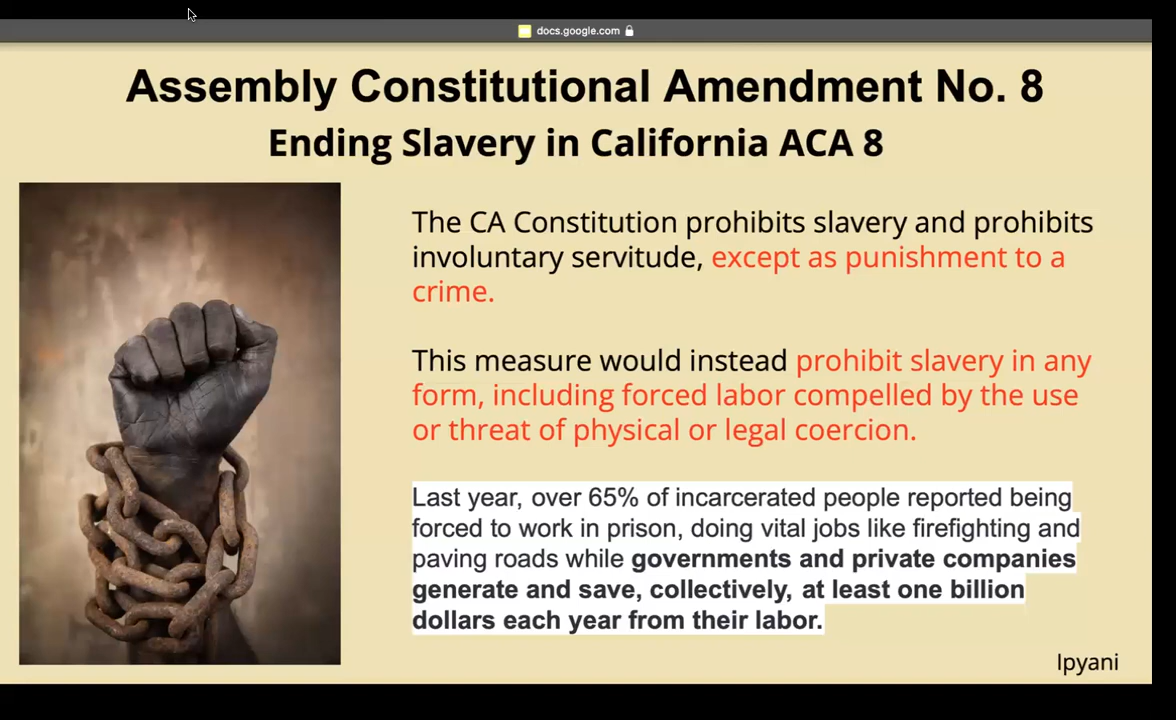 docs.google.com
Assembly Constitutional Amendment No. 8
Ending Slavery in California ACA 8
The CA Constitution prohibits slavery and prohibits
involuntary servitude, except as punishment to a
crime.
This measure would instead prohibit slavery in any
form, including forced labor compelled by the use
or threat of physical or legal coercion.
Last year, over 65% of incarcerated people reported being
forced to work in prison, doing vital jobs like firefighting and
paving roads while governments and private companies
generate and save, collectively, at least one billion
dollars each year from their labor.
Ipyani